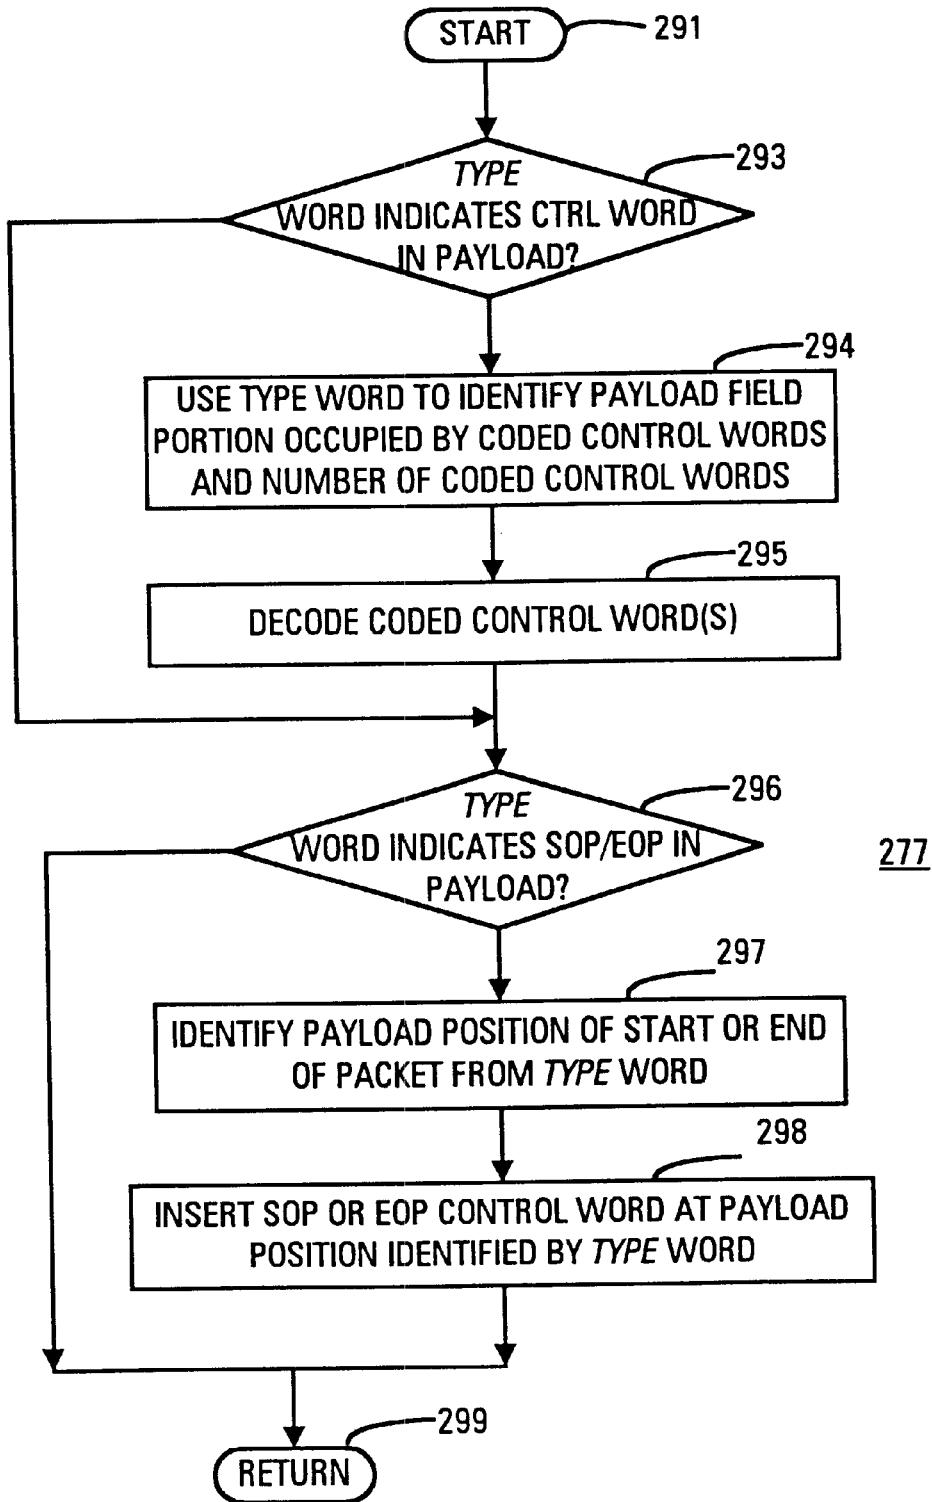 START
291
TYPE
WORD INDICATES CTRL WORD
IN PAYLOAD?
293
294
USE TYPE WORD TO IDENTIFY PAYLOAD FIELD
PORTION OCCUPIED BY CODED CONTROL WORDS
AND NUMBER OF CODED CONTROL WORDS
295
DECODE CODED CONTROL WORD(S)
296
TYPE
WORD INDICATES SOP/EOP IN
PAYLOAD?
277
297
IDENTIFY PAYLOAD POSITION OF START OR END
OF PACKET FROM TYPE WORD
298
INSERT SOP OR EOP CONTROL WORD AT PAYLOAD
POSITION IDENTIFIED BY TYPE WORD
299
RETURN